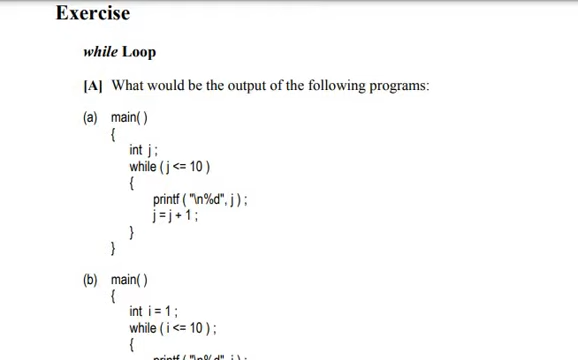 Exercise
while Loop
[A] What would be the output of the following programs:
(a) main( )
{
int j ;
while ( j <= 10 )
{
printf ( "\n%d", j ) ;
j = j + 1 ;
}
}
(b) main( )
{
int i = 1 ;
while ( i <= 10 ) ;
{
printf ( "\n%d", i ) ;